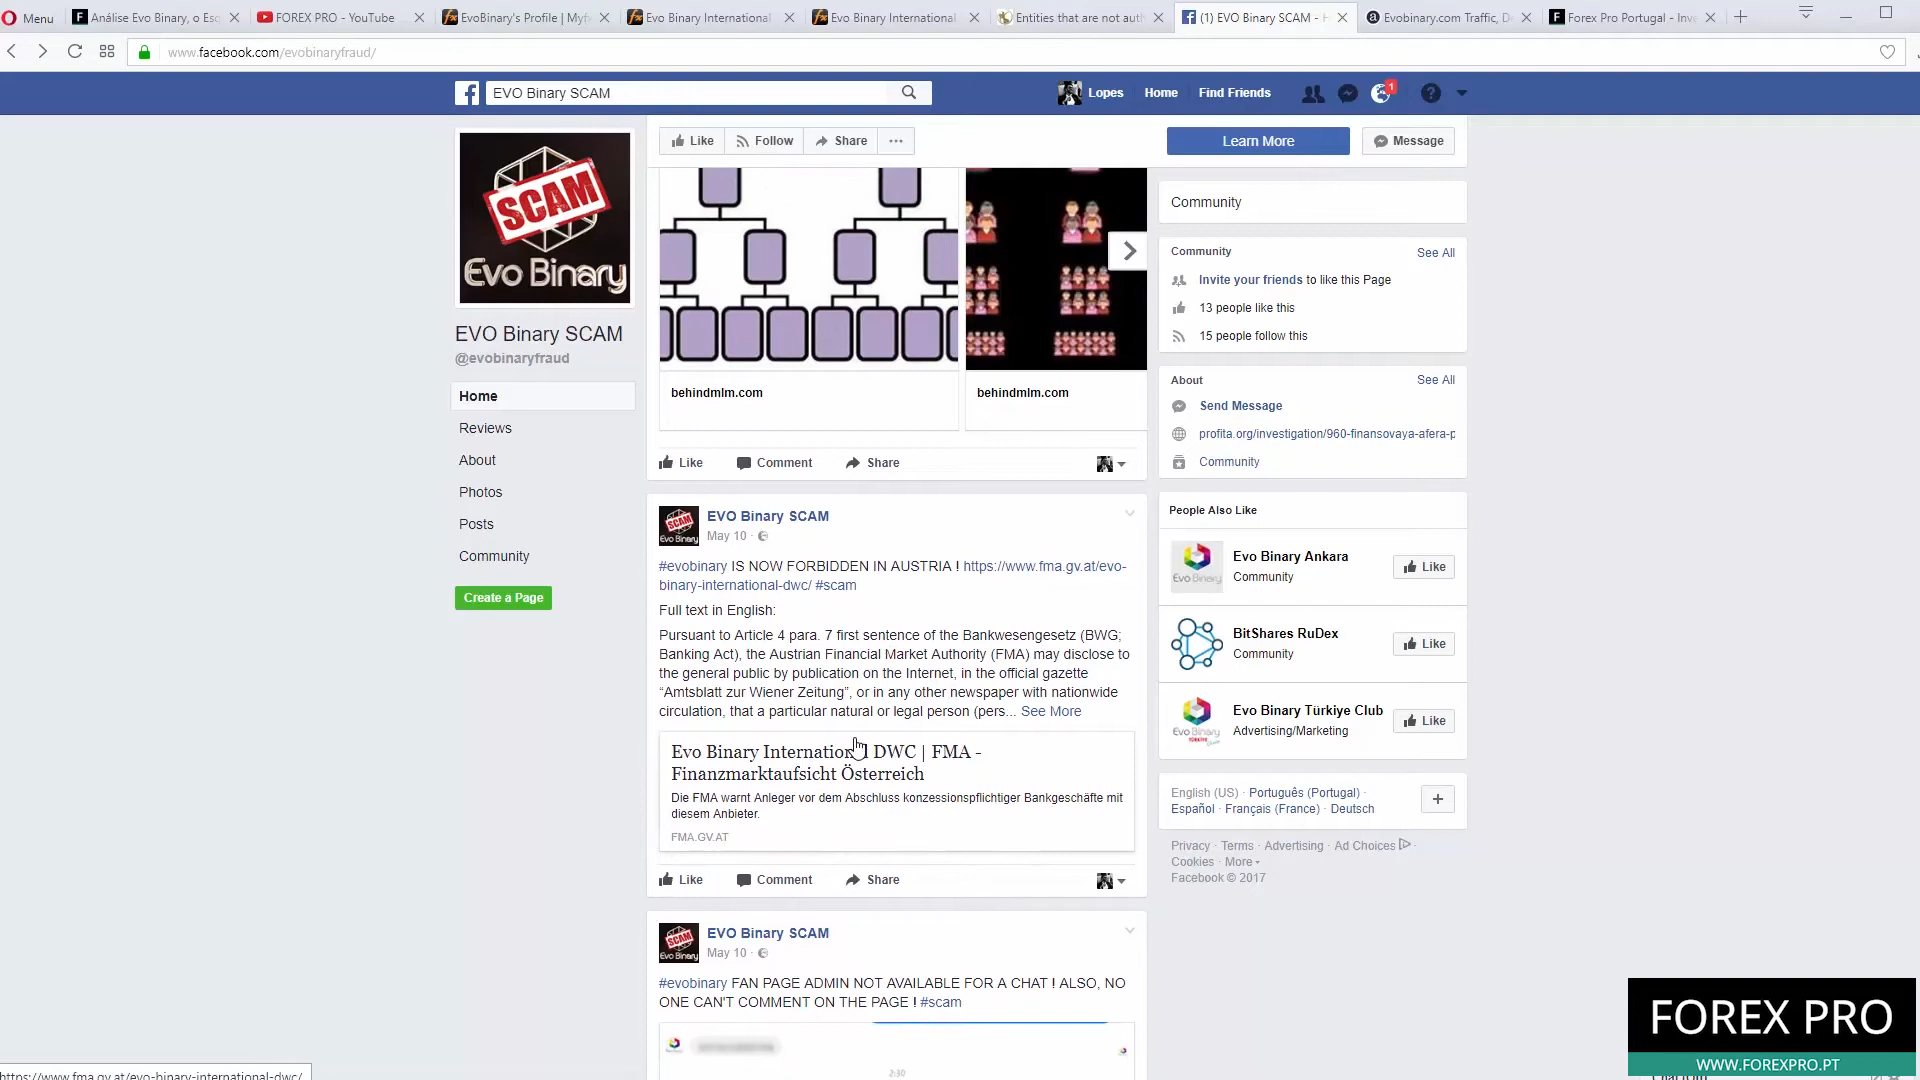 Menu
Análise Evo Binary, o Es
FOREX PRO - YouTube
EvoBinary's Profile | Myf
Evo Binary International
Evo Binary International
Entities that are not aut
(1) EVO Binary SCAM - H
Evobinary.com Traffic, D
Forex Pro Portugal - Inv
www.facebook.com/evobinaryfraud/
EVO Binary SCAM
Lopes
Home
Find Friends
1
Like
Follow
Share
Learn More
Message
SCAM
Evo Binary
EVO Binary SCAM
@evobinaryfraud
Home
Reviews
About
Photos
Posts
Community
Create a Page
behindmlm.com
behindmlm.com
Like
Comment
Share
EVO Binary SCAM
May 10 ·
#evobinary IS NOW FORBIDDEN IN AUSTRIA ! https://www.fma.gv.at/evo-
binary-international-dwc/ #scam
Full text in English:
Pursuant to Article 4 para. 7 first sentence of the Bankwesengesetz (BWG;
Banking Act), the Austrian Financial Market Authority (FMA) may disclose to
the general public by publication on the Internet, in the official gazette
“Amtsblatt zur Wiener Zeitung”, or in any other newspaper with nationwide
circulation, that a particular natural or legal person (pers... See More
Evo Binary International DWC | FMA -
Finanzmarktaufsicht Österreich
Die FMA warnt Anleger vor dem Abschluss konzessionspflichtiger Bankgeschäfte mit
diesem Anbieter.
FMA.GV.AT
Like
Comment
Share
EVO Binary SCAM
May 10 ·
#evobinary FAN PAGE ADMIN NOT AVAILABLE FOR A CHAT ! ALSO, NO
ONE CAN'T COMMENT ON THE PAGE ! #scam
2:30
Community
Community
See All
Invite your friends to like this Page
13 people like this
15 people follow this
About
See All
Send Message
profita.org/investigation/960-finansovaya-afera-p
Community
People Also Like
Evo Binary Ankara
Community
Like
BitShares RuDex
Community
Like
Evo Binary Türkiye Club
Advertising/Marketing
Like
English (US) · Português (Portugal) ·
Español · Français (France) · Deutsch
Privacy · Terms · Advertising · Ad Choices ·
Cookies · More
Facebook © 2017
FOREX PRO
WWW.FOREXPRO.PT
https://www.fma.gv.at/evo-binary-international-dwc/